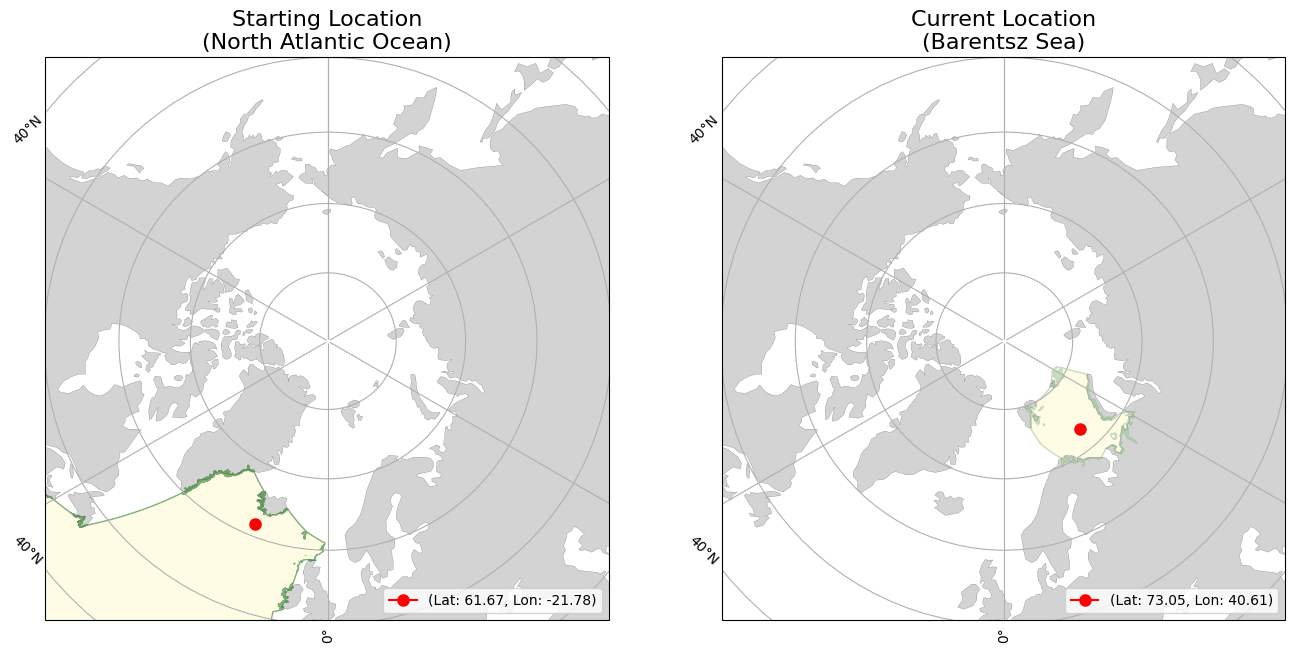 Starting Location
(North Atlantic Ocean)
40°N
40°N
0°
(Lat: 61.67, Lon: -21.78)
Current Location
(Barentsz Sea)
40°N
40°N
0°
(Lat: 73.05, Lon: 40.61)